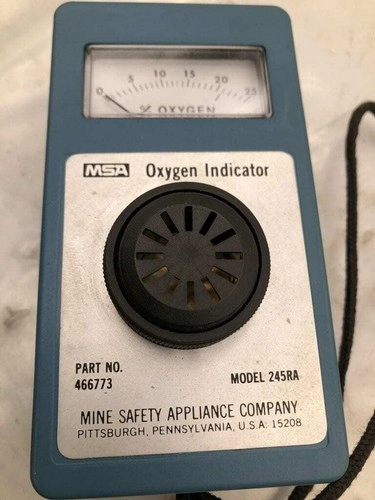 0 5 10 15 20 25
% OXYGEN
MSA Oxygen Indicator
PART NO.
466773
MODEL 245RA
MINE SAFETY APPLIANCE COMPANY
PITTSBURGH, PENNSYLVANIA, U.S.A. 15208